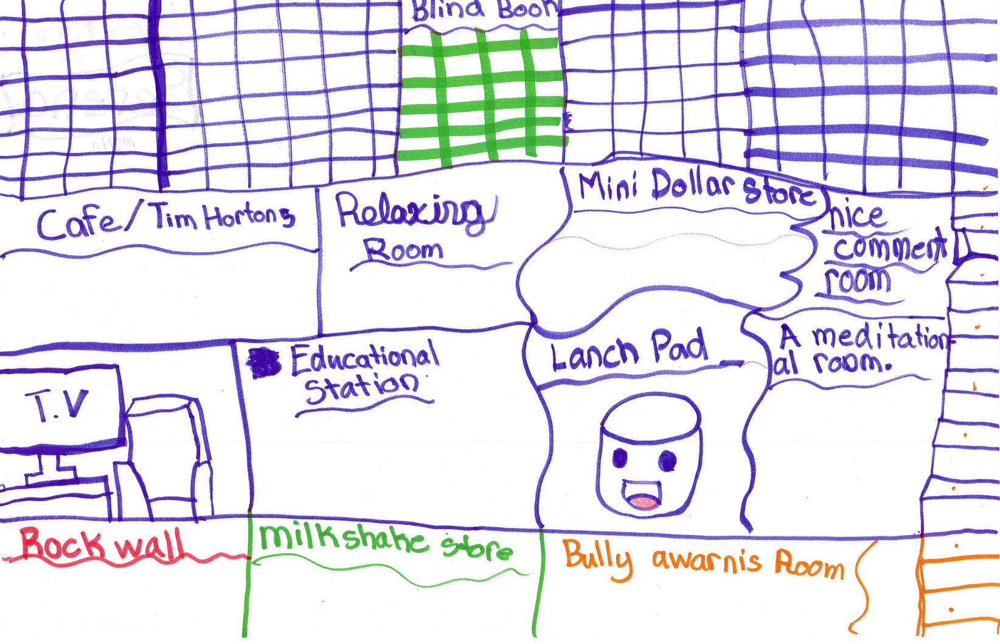 Blind Booh
Cafe/Tim Hortons
Relaxing
Room
Mini Dollar store
nice
comment
room
Educational
Station
Lanch Pad
A meditation
al room.
T.V
Rock wall
milkshake store
Bully awarnis Room